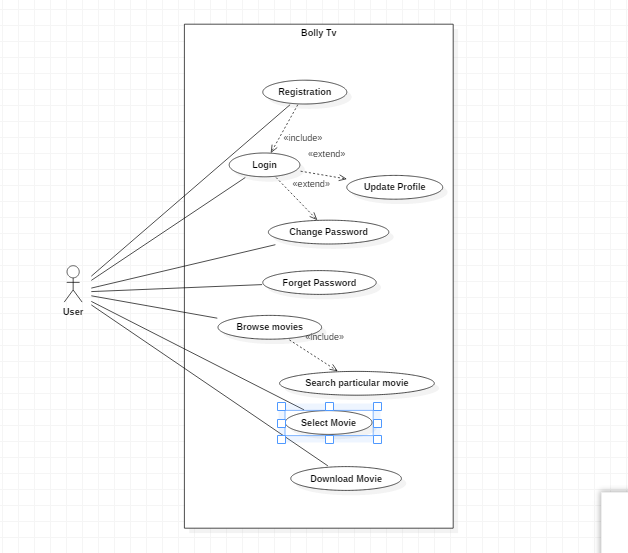 Bolly Tv
Registration
«include»
«extend»
Login
«extend»
Update Profile
Change Password
Forget Password
User
Browse movies
«include»
Search particular movie
Select Movie
Download Movie